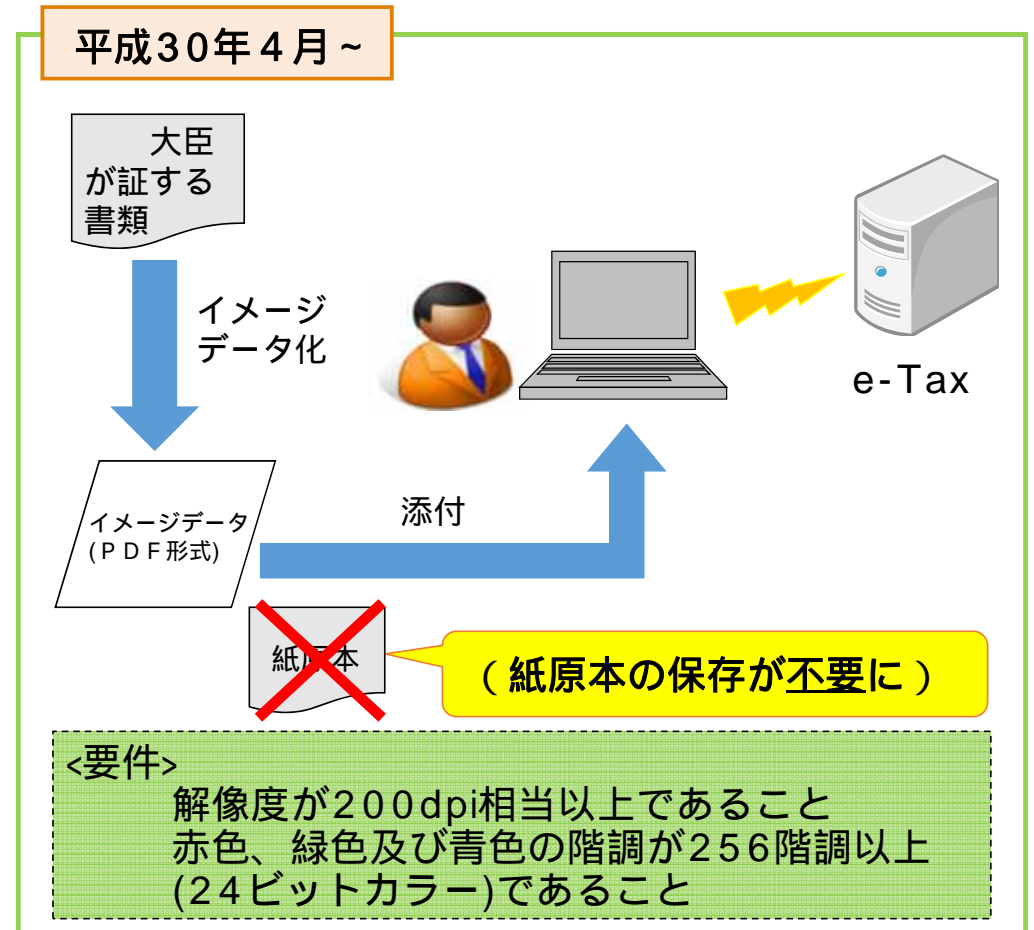 平成30年4月~
大臣
が証する
書類
イメージ
データ化
e-Tax
イメージデータ
(PDF形式)
添付
紙原本
(紙原本の保存が不要に)
<要件>
解像度が200dpi相当以上であること
赤色、緑色及び青色の階調が256階調以上
(24ビットカラー)であること